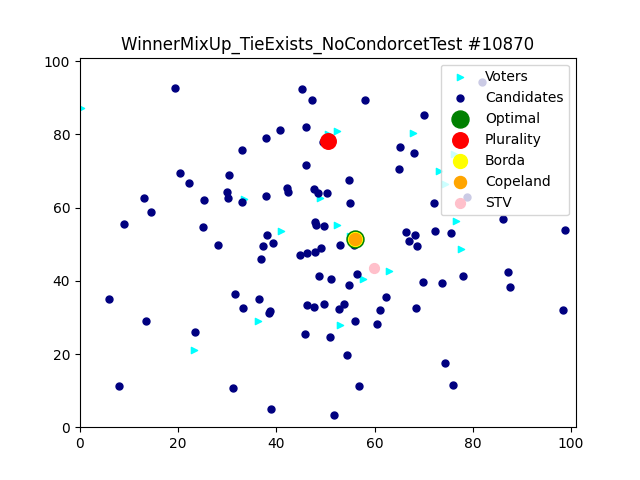 WinnerMixUp_TieExists_NoCondorcetTest #10870
100
80
60
40
20
0
0 20 40 60 80 100
Voters
Candidates
Optimal
Plurality
Borda
Copeland
STV